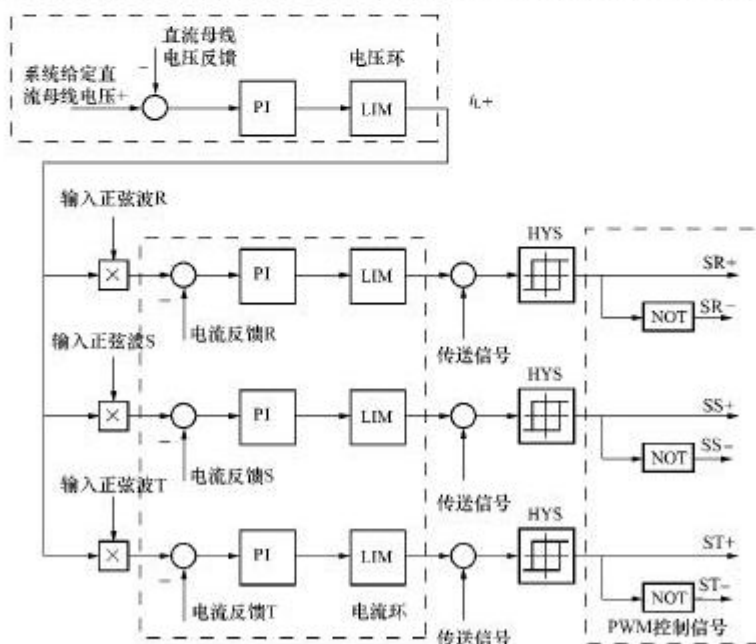 直流母线
电压反馈
电压环
系统给定直
流母线电压+
−
PI
LIM
iL+
输入正弦波R
HYS
×
−
PI
LIM
SR+
NOT
SR−
电流反馈R
传送信号
输入正弦波S
HYS
×
−
PI
LIM
SS+
NOT
SS−
电流反馈S
传送信号
输入正弦波T
HYS
×
−
PI
LIM
ST+
NOT
ST−
电流反馈T
电流环
传送信号
PWM控制信号